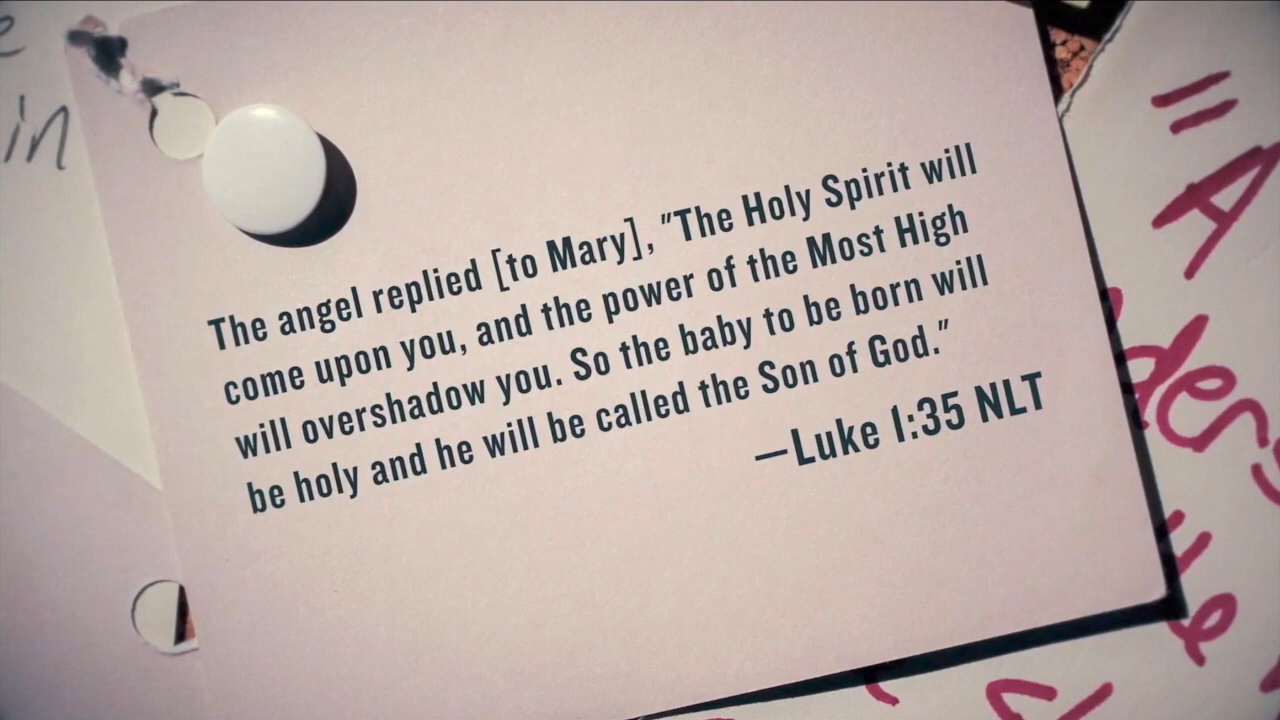 in
The angel replied [to Mary], "The Holy Spirit will
come upon you, and the power of the Most High
will overshadow you. So the baby to be born will
be holy and he will be called the Son of God."
—Luke 1:35 NLT
"A